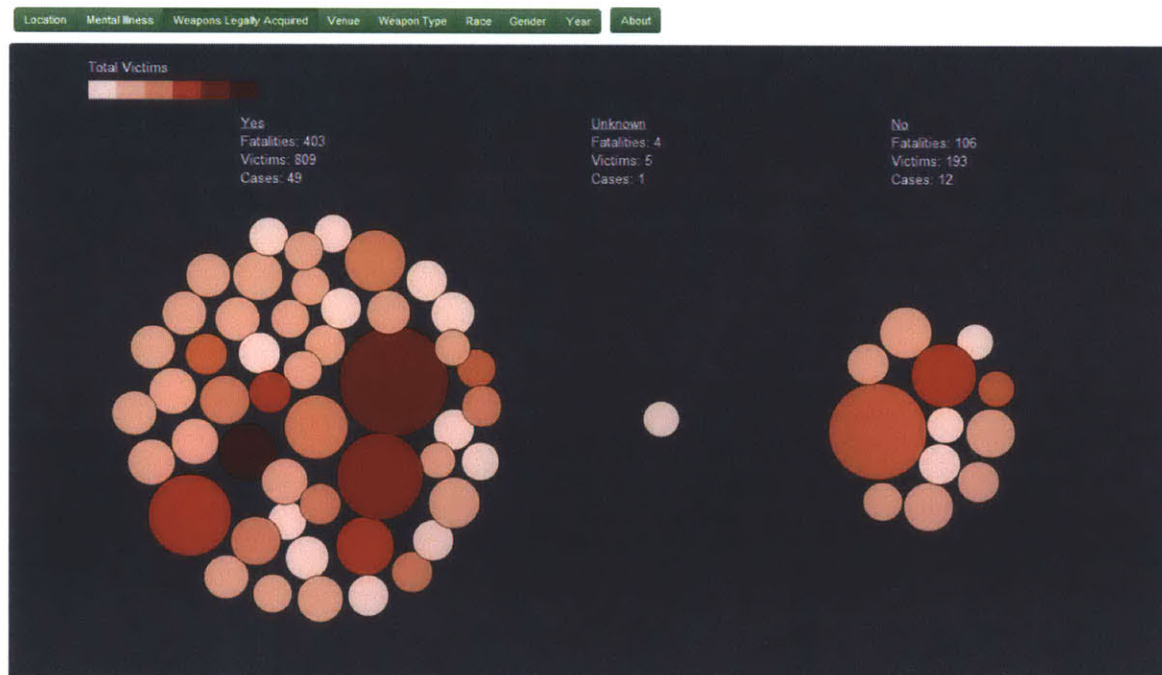 Location Mental Illness Weapons Legally Acquired Venue Weapon Type Race Gender Year About
Total Victims
Yes
Fatalities: 403
Victims: 809
Cases: 49
Unknown
Fatalities: 4
Victims: 5
Cases: 1
No
Fatalities: 106
Victims: 193
Cases: 12